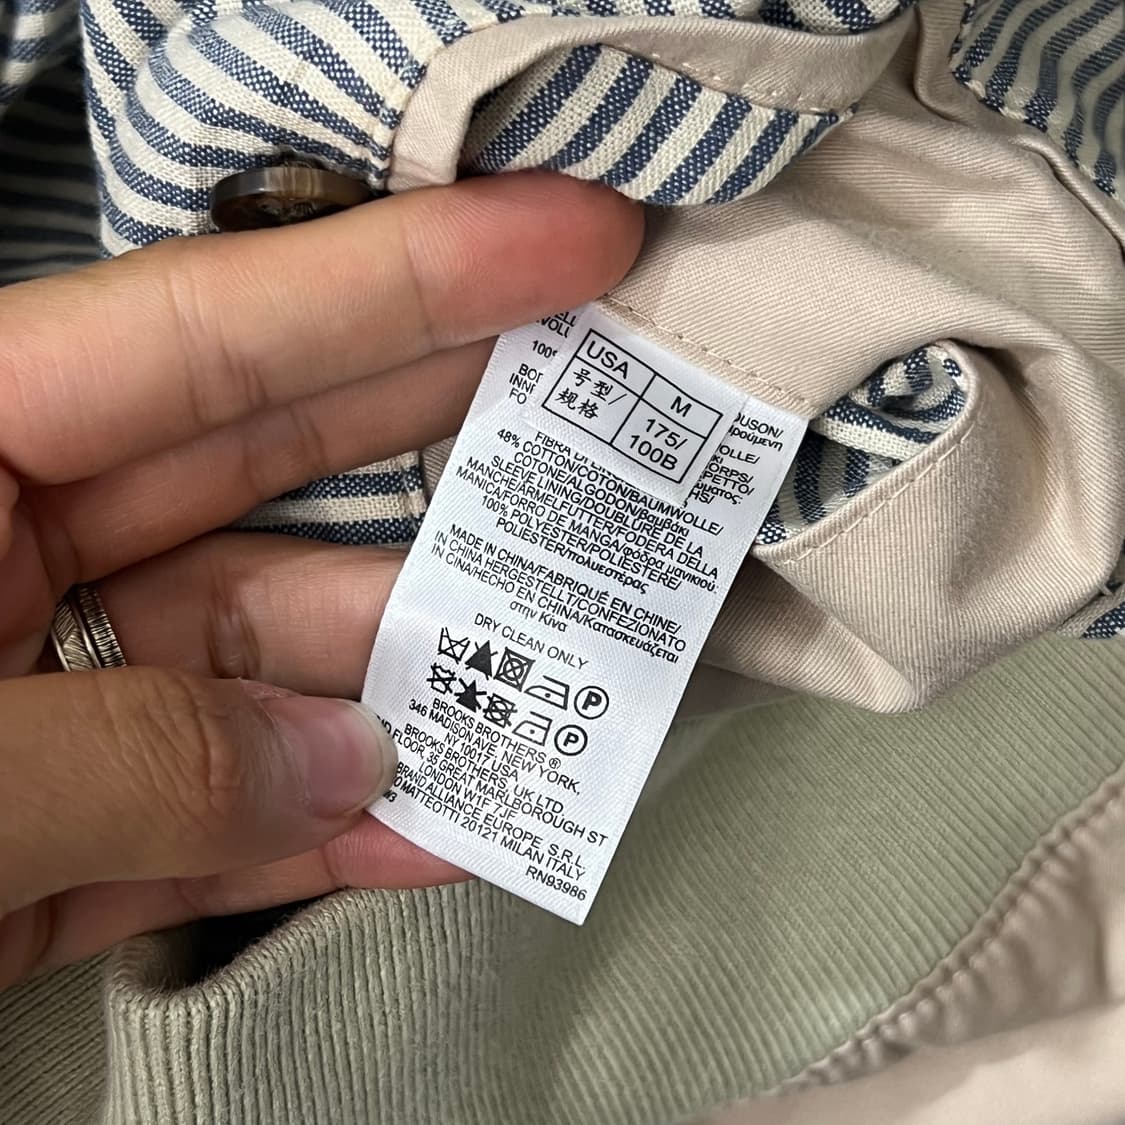 USA M
号型/规格 175/100B
48% COTTON/COTON/BAUMWOLLE/
COTONE/ALGODON/βαμβάκι
SLEEVE LINING/DOUBLURE DE LA
MANCHE/ÄRMELFUTTER/FODERA DELLA
MANICA/FORRO DE MANGA/φόδρα μανικιού:
100% POLYESTER/POLIESTERE/
POLIESTER/πολυεστέρας
MADE IN CHINA/FABRIQUÉ EN CHINE/
IN CHINA HERGESTELLT/CONFEZIONATO
IN CINA/HECHO EN CHINA/Κατασκευάζεται
στην Κίνα
DRY CLEAN ONLY
P
P
BROOKS BROTHERS ®
346 MADISON AVE. NEW YORK,
NY 10017 USA
BROOKS BROTHERS, UK LTD.
FLOOR, 35 GREAT MARLBOROUGH ST
LONDON W1F 7JF
BRAND ALLIANCE EUROPE S.R.L.
MATTEOTTI 20121 MILAN ITALY
RN93986